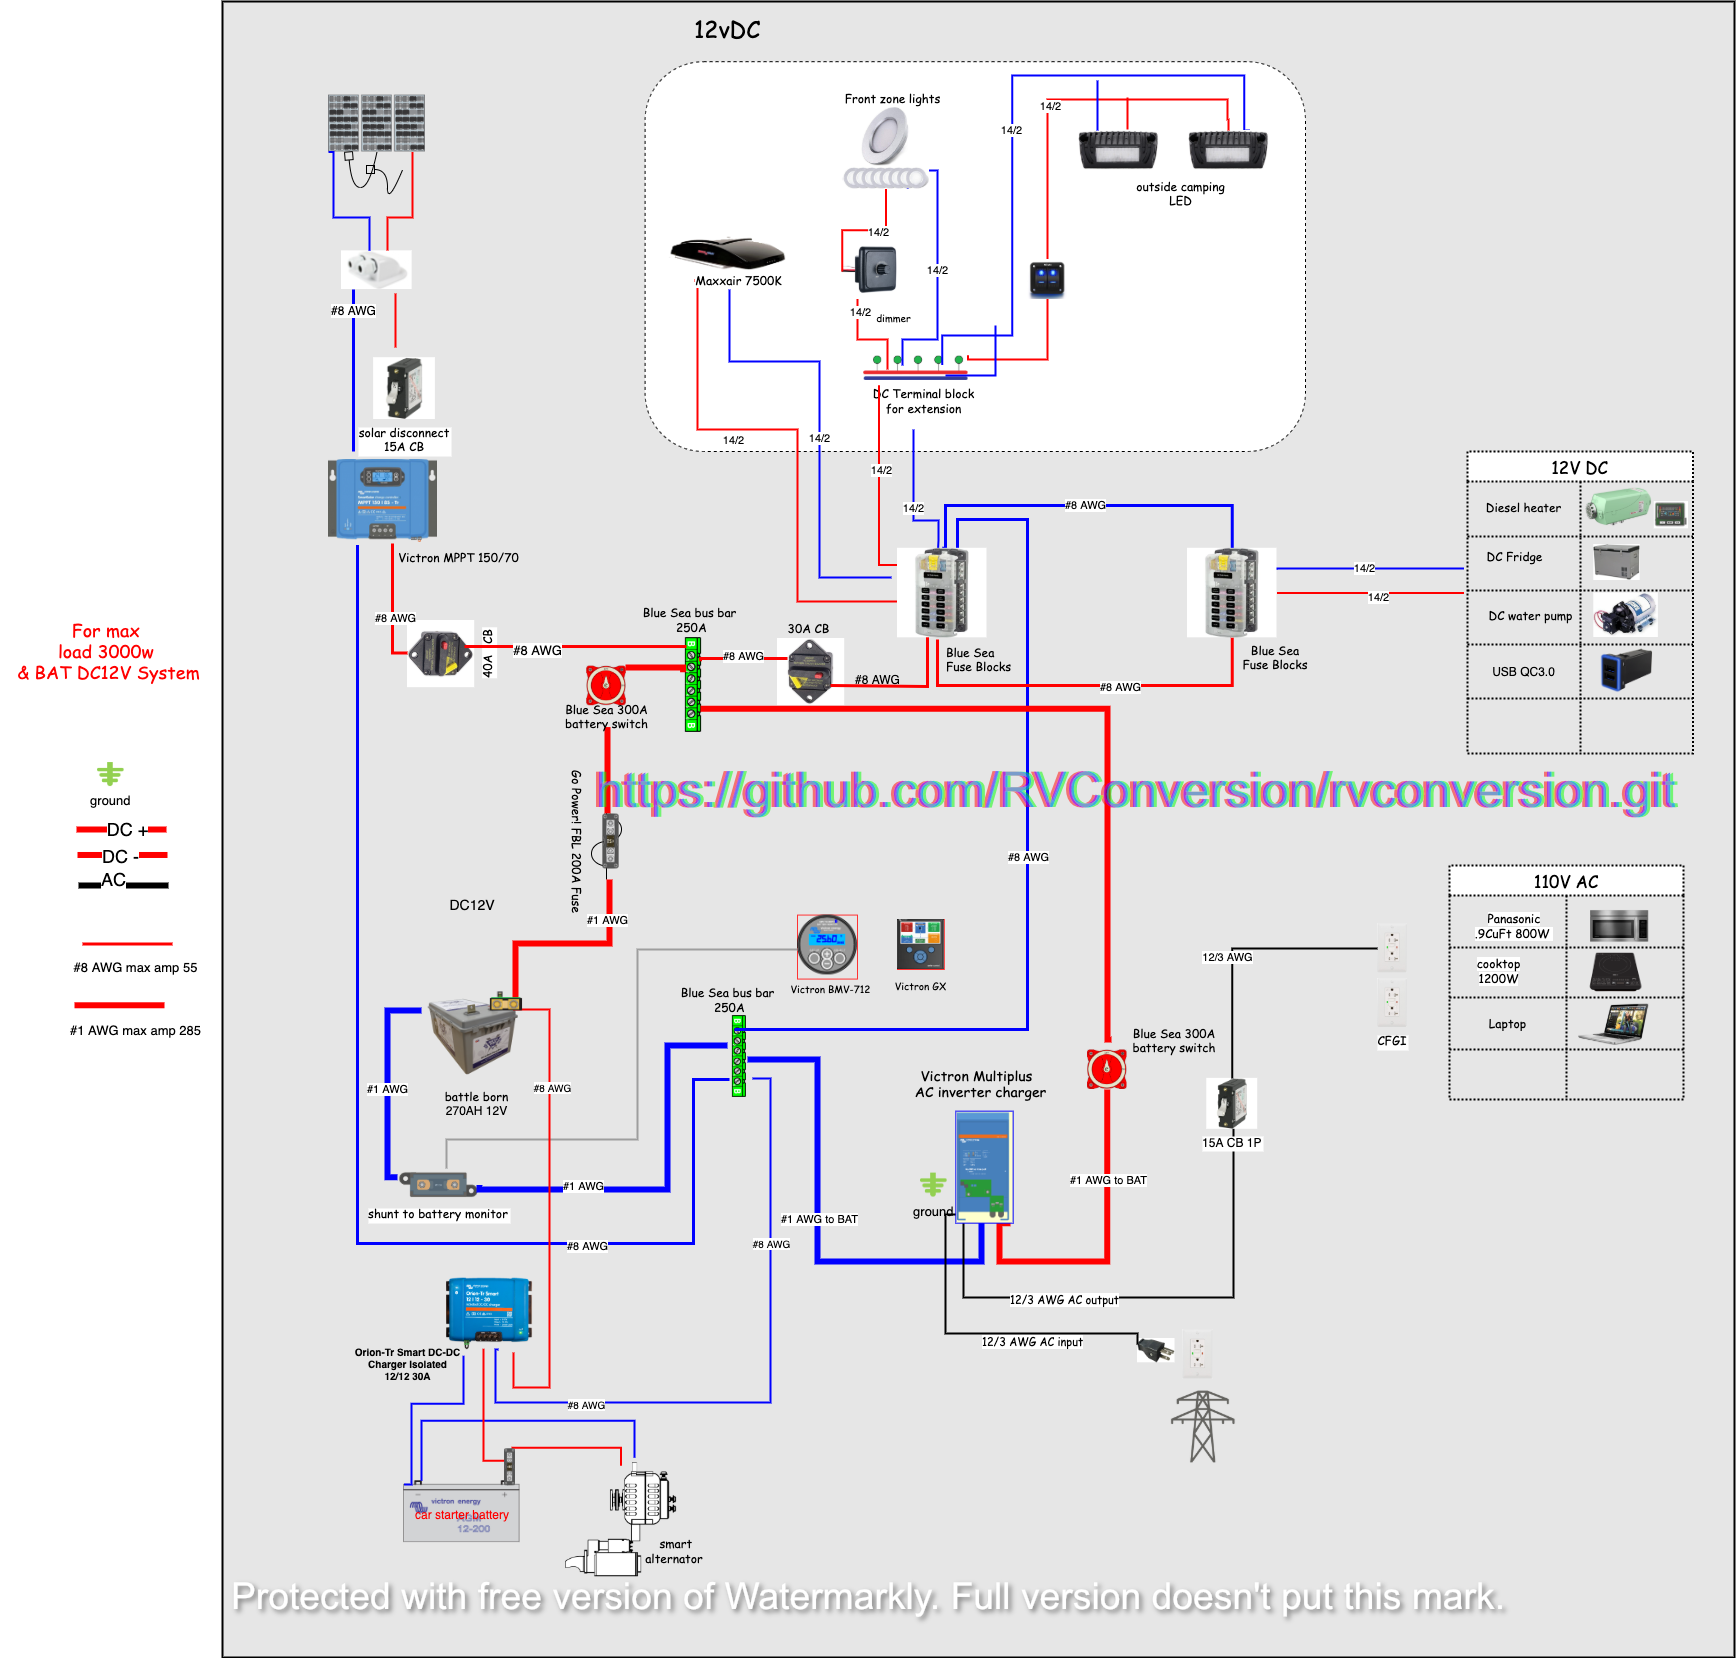 12vDC
Front zone lights
14/2
14/2
outside camping
LED
14/2
14/2
Maxxair 7500K
14/2
dimmer
DC Terminal block
for extension
14/2
14/2
14/2
14/2
#8 AWG
solar disconnect
15A CB
Victron MPPT 150/70
#8 AWG
40A CB
#8 AWG
Blue Sea bus bar
250A
#8 AWG
30A CB
#8 AWG
Blue Sea
Fuse Blocks
#8 AWG
Blue Sea
Fuse Blocks
#8 AWG
14/2
14/2
12V DC
Diesel heater
DC Fridge
DC water pump
USB QC3.0
For max
load 3000w
& BAT DC12V System
ground
DC +
DC -
AC
#8 AWG max amp 55
#1 AWG max amp 285
Blue Sea 300A
battery switch
https://github.com/RVConversion/rvconversion.git
Go Power! FBL 200A Fuse
#1 AWG
#8 AWG
DC12V
Victron BMV-712
Victron GX
Blue Sea bus bar
250A
#1 AWG
battle born
270AH 12V
#8 AWG
shunt to battery monitor
#1 AWG
#8 AWG
#1 AWG to BAT
#8 AWG
Victron Multiplus
AC inverter charger
ground
Blue Sea 300A
battery switch
#1 AWG to BAT
12/3 AWG
15A CB 1P
CFGI
110V AC
Panasonic
.9CuFt 800W
cooktop
1200W
Laptop
12/3 AWG AC output
12/3 AWG AC input
Orion-Tr Smart
12 | 12 - 30
Orion-Tr Smart DC-DC
Charger Isolated
12/12 30A
#8 AWG
victron energy
car starter battery
12-200
smart
alternator
Protected with free version of Watermarkly. Full version doesn't put this mark.